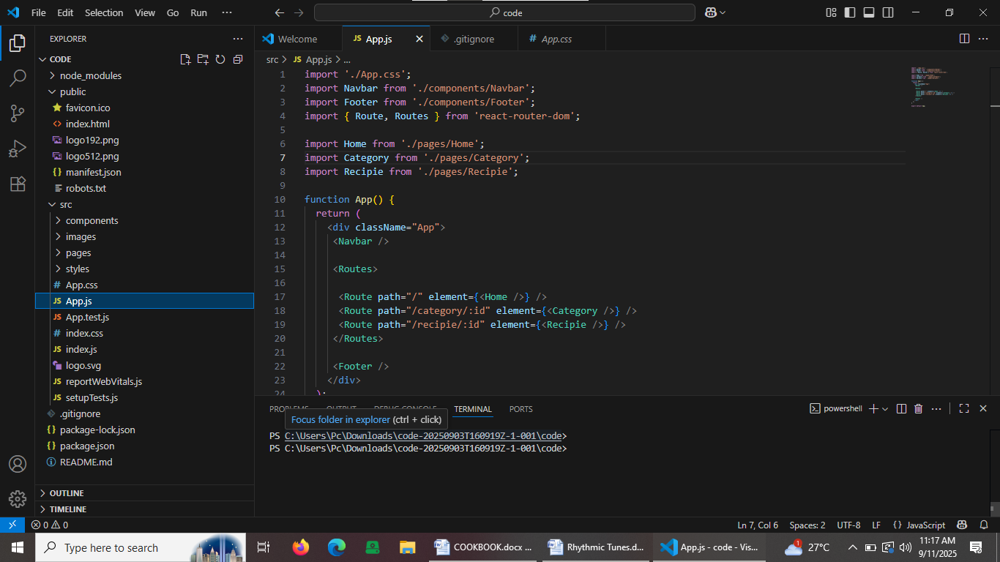 File Edit Selection View Go Run ··· code
EXPLORER ···
CODE
node_modules
public
favicon.ico
index.html
logo192.png
logo512.png
manifest.json
robots.txt
src
components
images
pages
styles
App.css
App.js
App.test.js
index.css
index.js
logo.svg
reportWebVitals.js
setupTests.js
.gitignore
package-lock.json
package.json
README.md
OUTLINE
TIMELINE
Welcome JS App.js .gitignore # App.css
src > JS App.js > ...
1 import './App.css';
2 import Navbar from './components/Navbar';
3 import Footer from './components/Footer';
4 import { Route, Routes } from 'react-router-dom';
5
6 import Home from './pages/Home';
7 import Category from './pages/Category';
8 import Recipie from './pages/Recipie';
9
10 function App() {
11 return (
12 <div className="App">
13 <Navbar />
14
15 <Routes>
16
17 <Route path="/" element={<Home />} />
18 <Route path="/category/:id" element={<Category />} />
19 <Route path="/recipie/:id" element={<Recipie />} />
20 </Routes>
21
22 <Footer />
23 </div>
24 );
PROBLEMS OUTPUT DEBUG CONSOLE TERMINAL PORTS powershell
Focus folder in explorer (ctrl + click)
PS C:\Users\Pc\Downloads\code-20250903T160919Z-1-001\code>
PS C:\Users\Pc\Downloads\code-20250903T160919Z-1-001\code>
0 0 Ln 7, Col 6 Spaces: 2 UTF-8 LF {} JavaScript
Type here to search COOKBOOK.docx ... Rhythmic Tunes.d... App.js - code - Vis... 1 27°C 11:17 AM
9/11/2025